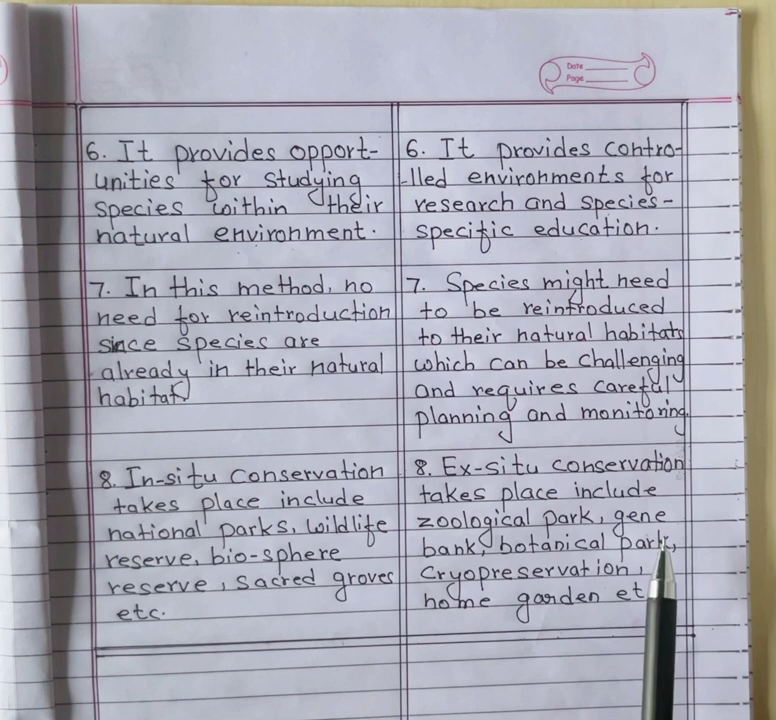 Date
Page
6. It provides opport-
unities for studying
species within their
natural environment.
7. In this method, no
need for reintroduction
since species are
already in their natural
habitat
8. In-situ conservation
takes place include
national parks, wildlife
reserve, bio-sphere
reserve, sacred groves
etc.
6. It provides contro-
-lled environments for
research and species-
specific education.
7. Species might need
to be reintroduced
to their natural habitats
which can be challenging
and requires careful
planning and monitoring
8. Ex-situ conservation
takes place include
zoological park, gene
bank, botanical park,
cryopreservation,
home garden et